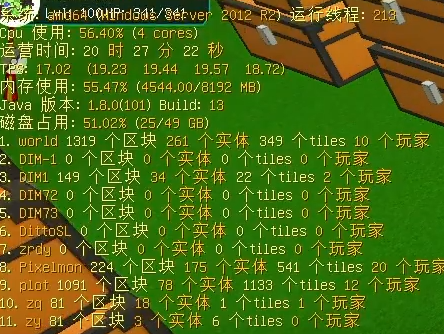 Lv: 100 HP: 341/341
系统: amd64 (Windows Server 2012 R2) 运行线程: 213
Cpu 使用: 56.40% (4 cores)
运营时间: 20 时 27 分 22 秒
TPS: 17.02 (19.23 19.44 19.57 18.72)
内存使用: 55.47% (4544.00/8192 MB)
Java 版本: 1.8.0(101) Build: 13
磁盘占用: 51.02% (25/49 GB)
1. world 1319 个区块 261 个实体 349 个tiles 10 个玩家
2. DIM-1 0 个区块 0 个实体 0 个tiles 0 个玩家
3. DIM1 149 个区块 34 个实体 22 个tiles 2 个玩家
4. DIM72 0 个区块 0 个实体 0 个tiles 0 个玩家
5. DIM73 0 个区块 0 个实体 0 个tiles 0 个玩家
6. DittoSL 0 个区块 0 个实体 0 个tiles 0 个玩家
7. zrdy 0 个区块 0 个实体 0 个tiles 0 个玩家
8. Pixelmon 224 个区块 175 个实体 541 个tiles 20 个玩家
9. plot 1091 个区块 78 个实体 1133 个tiles 12 个玩家
10. zq 81 个区块 18 个实体 1 个tiles 1 个玩家
11. zy 81 个区块 3 个实体 6 个tiles 0 个玩家